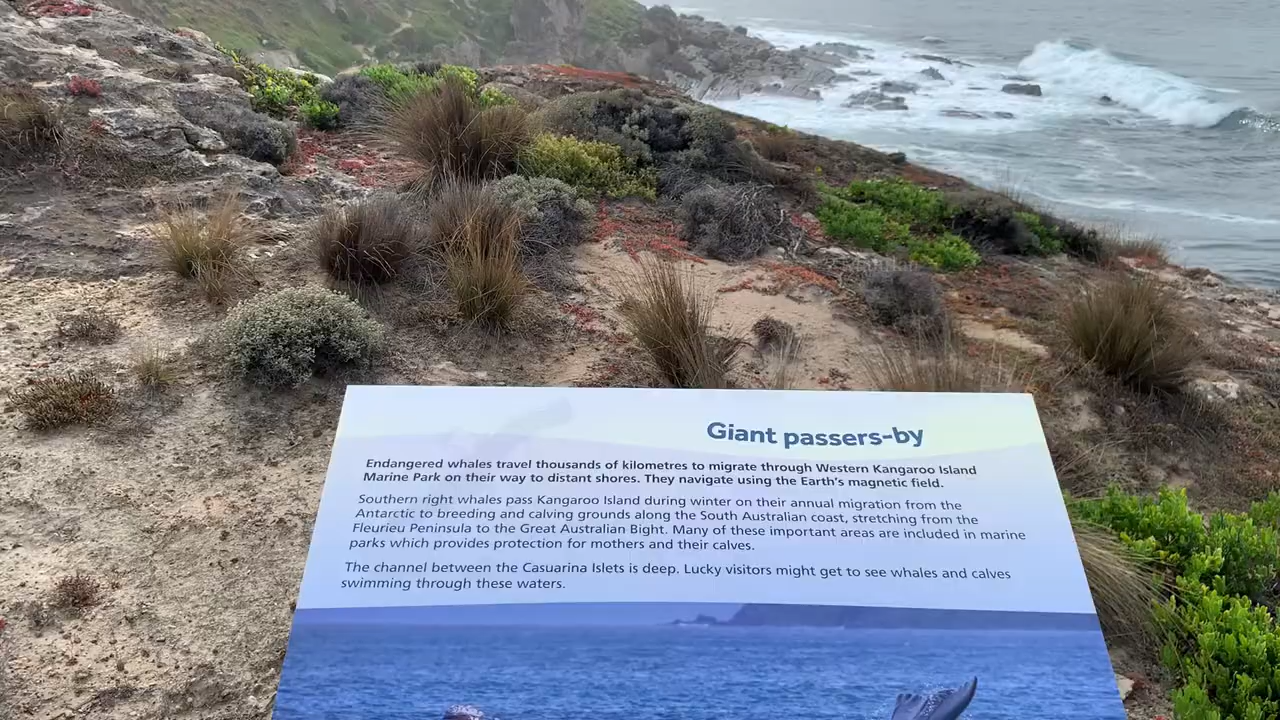 Giant passers-by
Endangered whales travel thousands of kilometres to migrate through Western Kangaroo Island
Marine Park on their way to distant shores. They navigate using the Earth's magnetic field.
Southern right whales pass Kangaroo Island during winter on their annual migration from the
Antarctic to breeding and calving grounds along the South Australian coast, stretching from the
Fleurieu Peninsula to the Great Australian Bight. Many of these important areas are included in marine
parks which provides protection for mothers and their calves.
The channel between the Casuarina Islets is deep. Lucky visitors might get to see whales and calves
swimming through these waters.